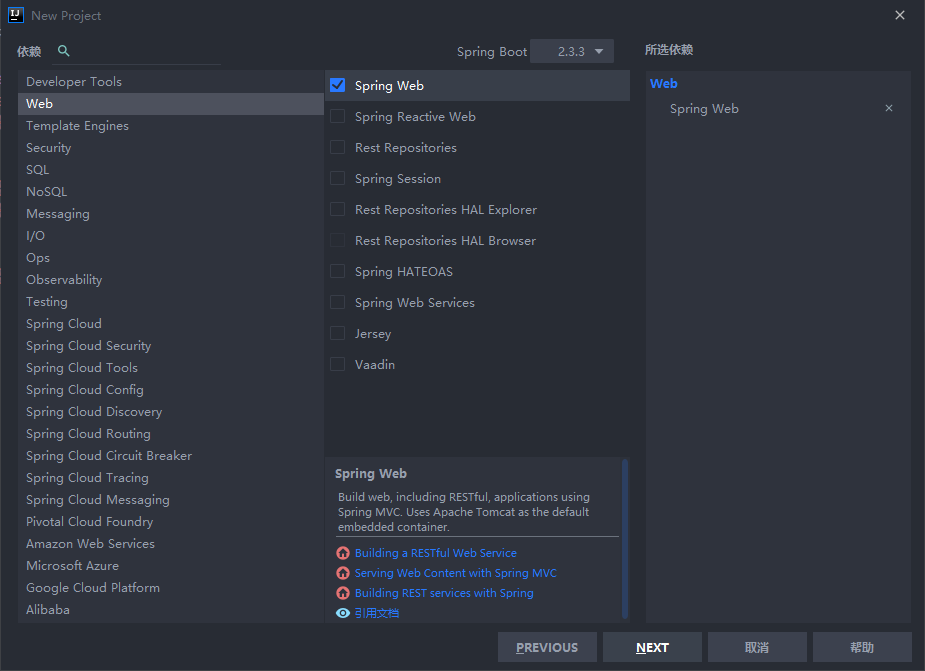 New Project
依赖
Spring Boot 2.3.3
所选依赖
Developer Tools
Web
Template Engines
Security
SQL
NoSQL
Messaging
I/O
Ops
Observability
Testing
Spring Cloud
Spring Cloud Security
Spring Cloud Tools
Spring Cloud Config
Spring Cloud Discovery
Spring Cloud Routing
Spring Cloud Circuit Breaker
Spring Cloud Tracing
Spring Cloud Messaging
Pivotal Cloud Foundry
Amazon Web Services
Microsoft Azure
Google Cloud Platform
Alibaba
Spring Web
Spring Reactive Web
Rest Repositories
Spring Session
Rest Repositories HAL Explorer
Rest Repositories HAL Browser
Spring HATEOAS
Spring Web Services
Jersey
Vaadin
Spring Web
Build web, including RESTful, applications using
Spring MVC. Uses Apache Tomcat as the default
embedded container.
Building a RESTful Web Service
Serving Web Content with Spring MVC
Building REST services with Spring
引用文档
Web
Spring Web
PREVIOUS
NEXT
取消
帮助